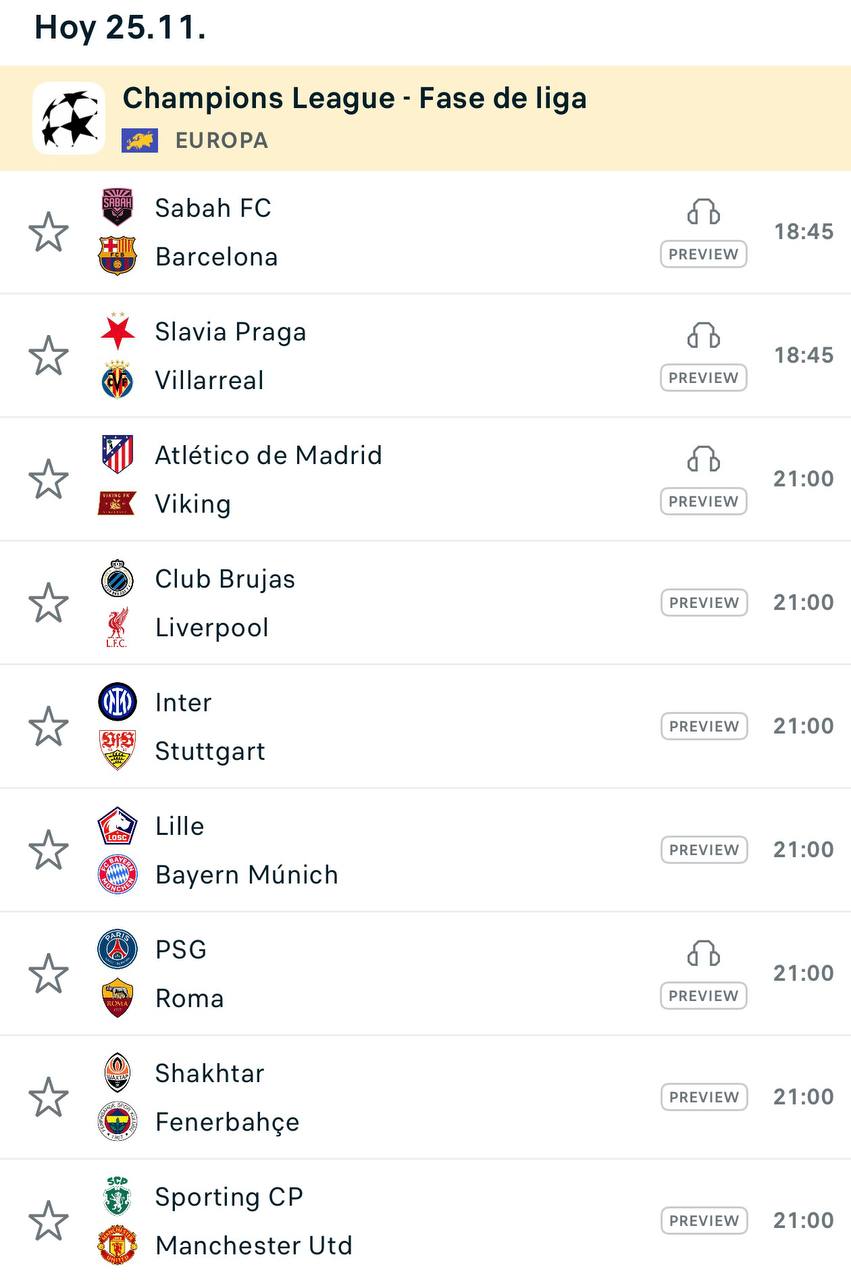 Hoy 25.11.
Champions League - Fase de liga
EUROPA
Sabah FC
Barcelona
PREVIEW
18:45
Slavia Praga
Villarreal
PREVIEW
18:45
Atlético de Madrid
Viking
PREVIEW
21:00
Club Brujas
Liverpool
L.F.C.
PREVIEW
21:00
Inter
Stuttgart
PREVIEW
21:00
Lille
LOSC
Bayern Múnich
PREVIEW
21:00
PSG
Roma
PREVIEW
21:00
Shakhtar
Fenerbahçe
PREVIEW
21:00
Sporting CP
Manchester Utd
PREVIEW
21:00